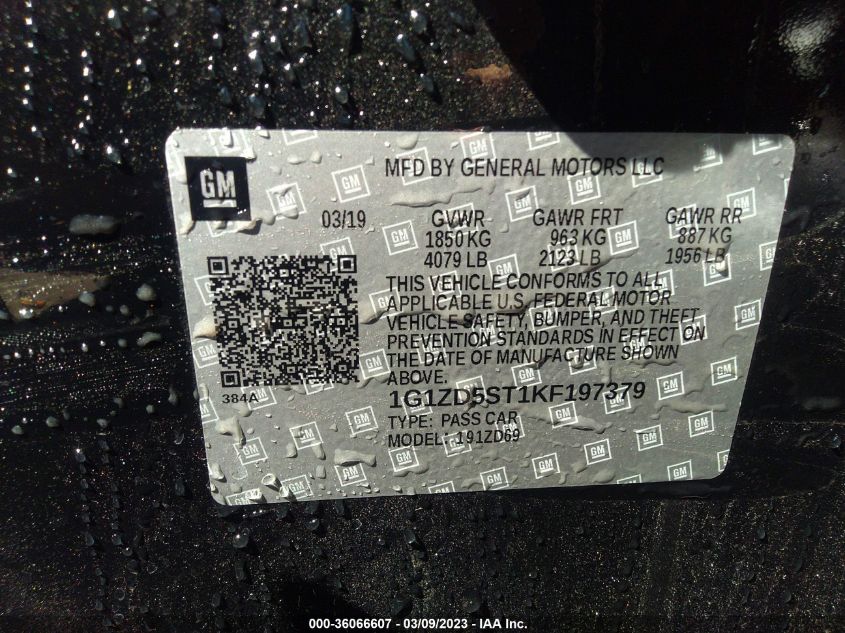 GM
MFD BY GENERAL MOTORS LLC
03/19 GVWR GAWR FRT GAWR RR
1850 KG 963 KG 887 KG
4079 LB 2123 LB 1956 LB
THIS VEHICLE CONFORMS TO ALL
APPLICABLE U.S. FEDERAL MOTOR
VEHICLE SAFETY, BUMPER, AND THEFT
PREVENTION STANDARDS IN EFFECT ON
THE DATE OF MANUFACTURE SHOWN
ABOVE.
384A
1G1ZD5ST1KF197379
TYPE: PASS CAR
MODEL: 191ZD69
000-36066607 - 03/09/2023 - IAA Inc.